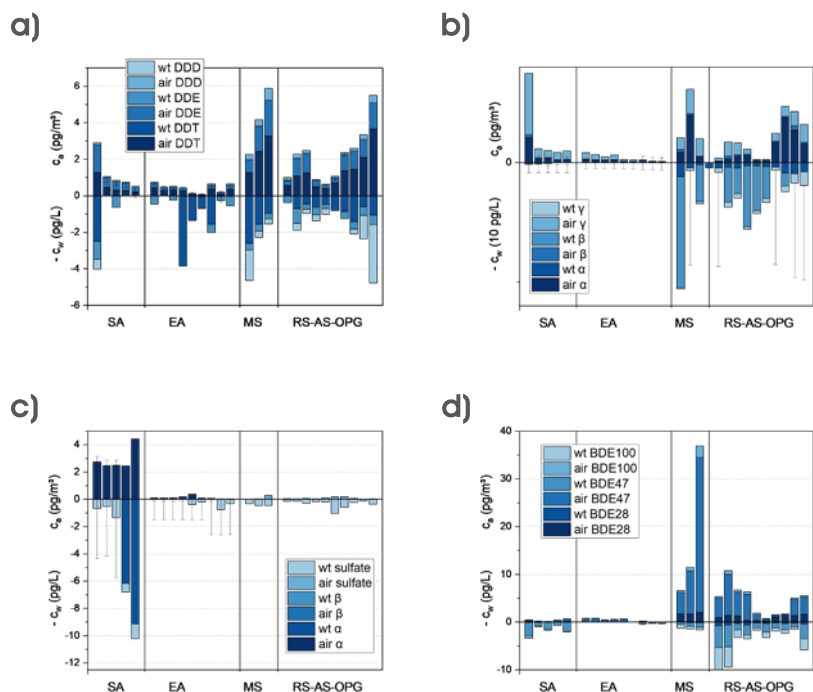 a)
6
4
2
0
-2
-4
-6
cₐ (pg/m³)
- c_w (pg/L)
wt DDD
air DDD
wt DDE
air DDE
wt DDT
air DDT
SA
EA
MS
RS-AS-OPG
b)
0
cₐ (pg/m³)
- c_w (10 pg/L)
wt γ
air γ
wt β
air β
wt α
air α
SA
EA
MS
RS-AS-OPG
c)
4
2
0
-2
-4
-6
-8
-10
-12
cₐ (pg/m³)
- c_w (pg/L)
wt sulfate
air sulfate
wt β
air β
wt α
air α
SA
EA
MS
RS-AS-OPG
d)
40
30
20
10
0
-10
cₐ (pg/m³)
- c_w (pg/L)
wt BDE100
air BDE100
wt BDE47
air BDE47
wt BDE28
air BDE28
SA
EA
MS
RS-AS-OPG